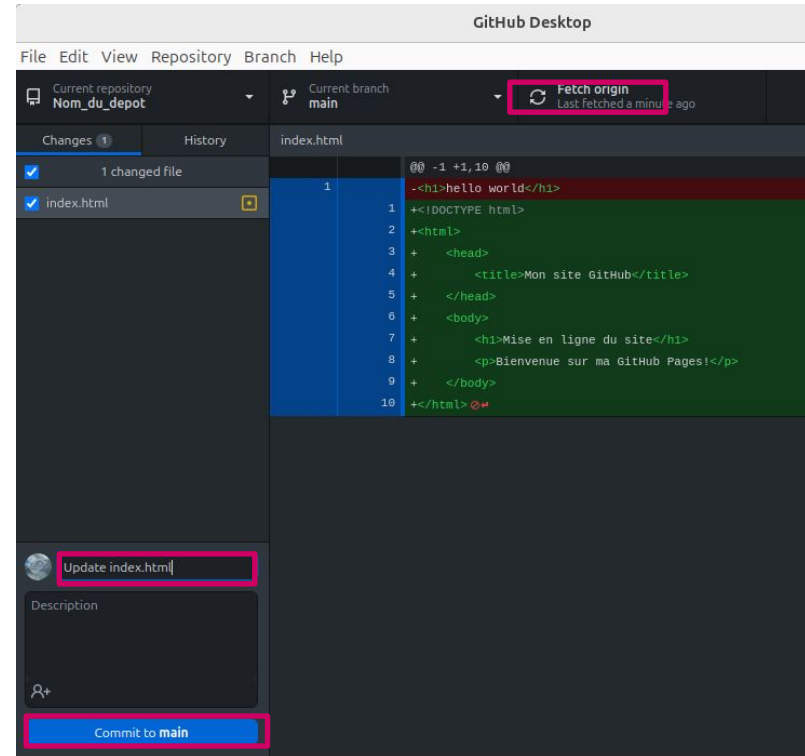 GitHub Desktop
File Edit View Repository Branch Help
Current repository
Nom_du_depot
Current branch
main
Fetch origin
Last fetched a minute ago
Changes 1 History
index.html
1 changed file
@@ -1 +1,10 @@
index.html
1 -<h1>hello world</h1>
1 +<!DOCTYPE html>
2 +<html>
3 + <head>
4 + <title>Mon site GitHub</title>
5 + </head>
6 + <body>
7 + <h1>Mise en ligne du site</h1>
8 + <p>Bienvenue sur ma GitHub Pages!</p>
9 + </body>
10 +</html>
Update index.html
Description
Commit to main